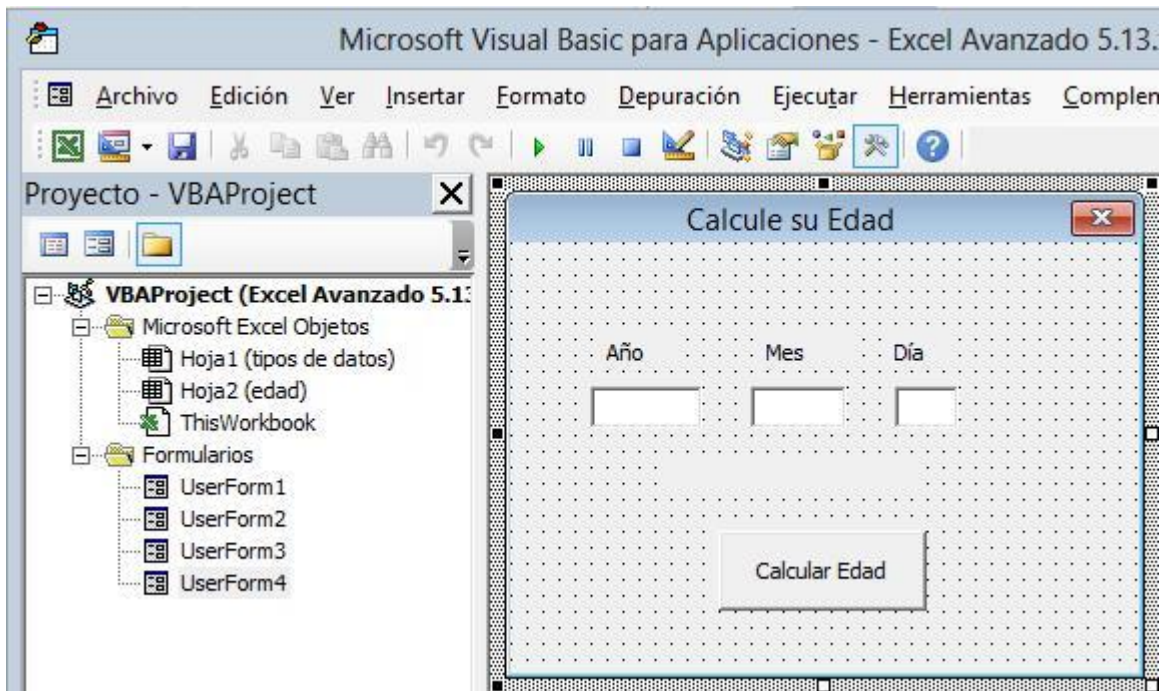 Microsoft Visual Basic para Aplicaciones - Excel Avanzado 5.13.
Archivo Edición Ver Insertar Formato Depuración Ejecutar Herramientas Complem
Proyecto - VBAProject
VBAProject (Excel Avanzado 5.13
Microsoft Excel Objetos
Hoja1 (tipos de datos)
Hoja2 (edad)
ThisWorkbook
Formularios
UserForm1
UserForm2
UserForm3
UserForm4
Calcule su Edad
Año Mes Día
Calcular Edad